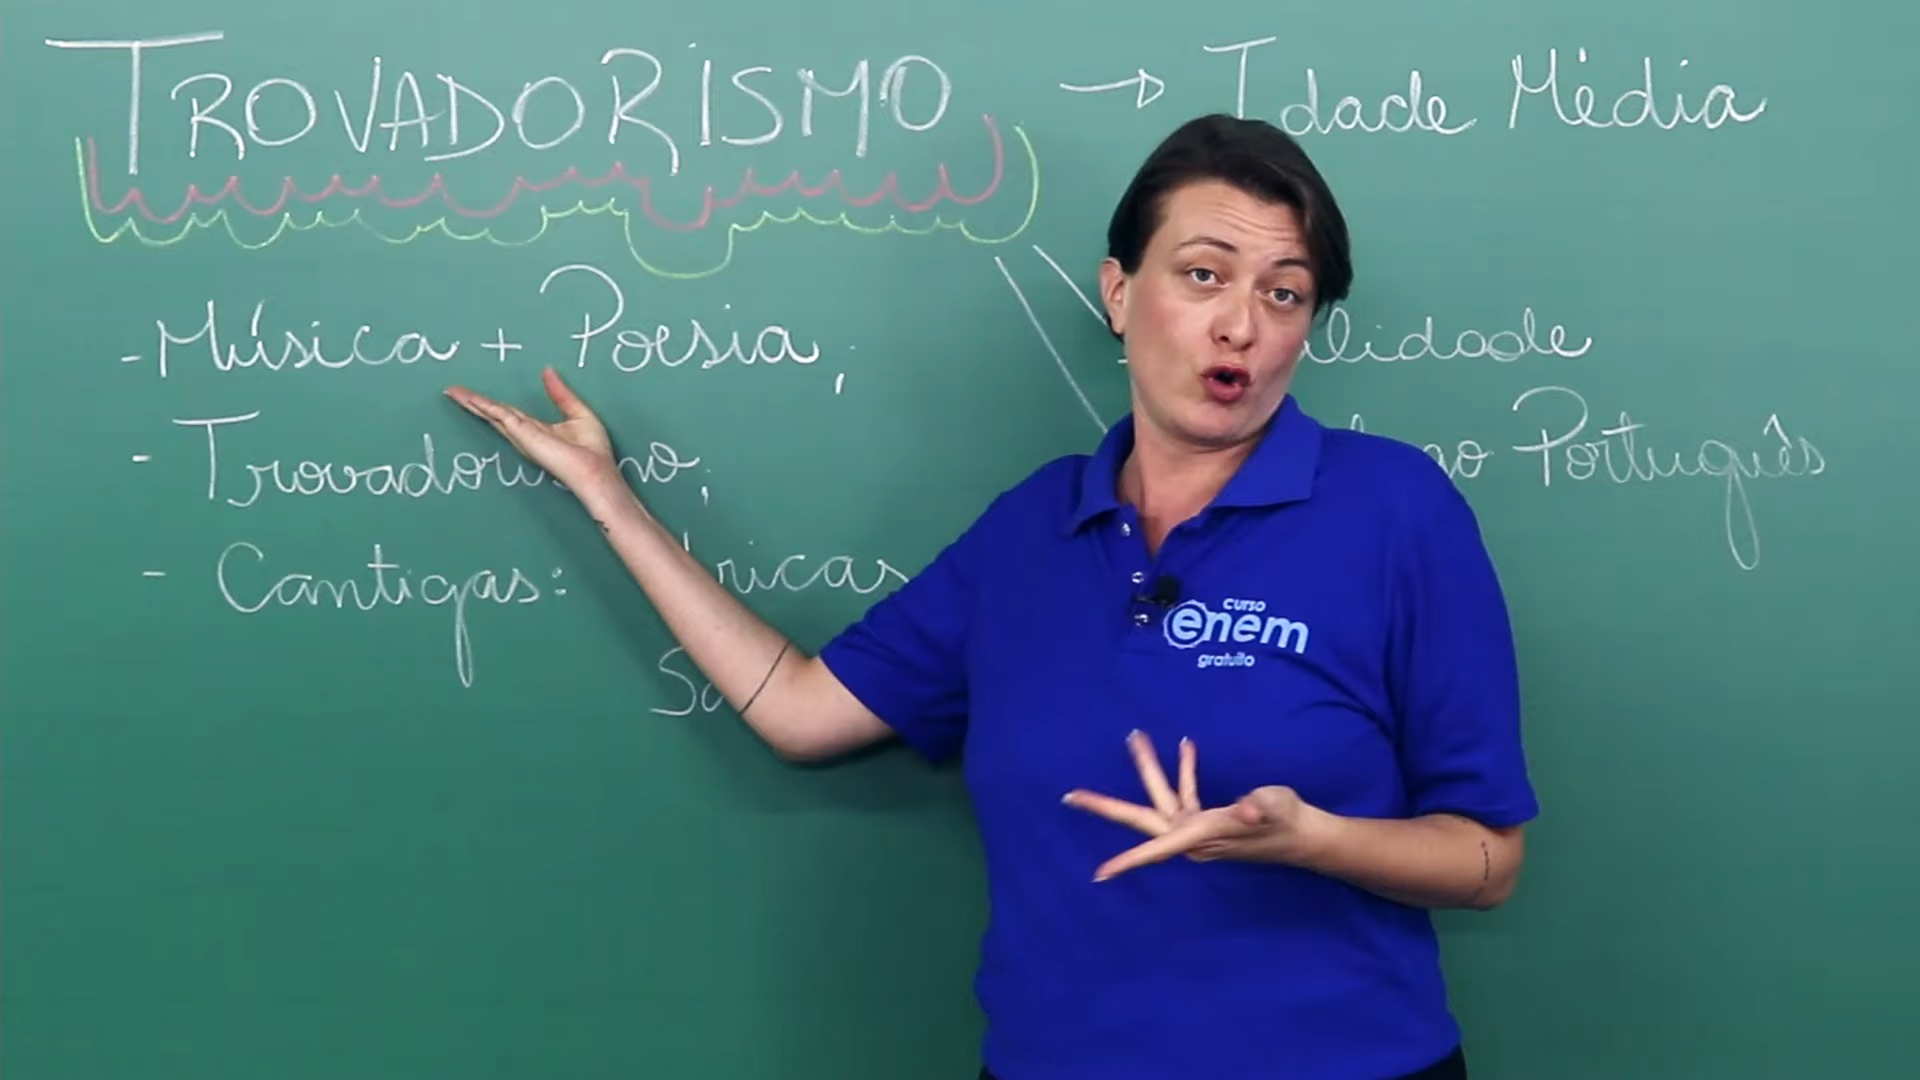 TROVADORISMO → Idade Média
- Música + Poesia;
- Trovadorismo;
- Cantigas:
Português
curso
enem
gratuito